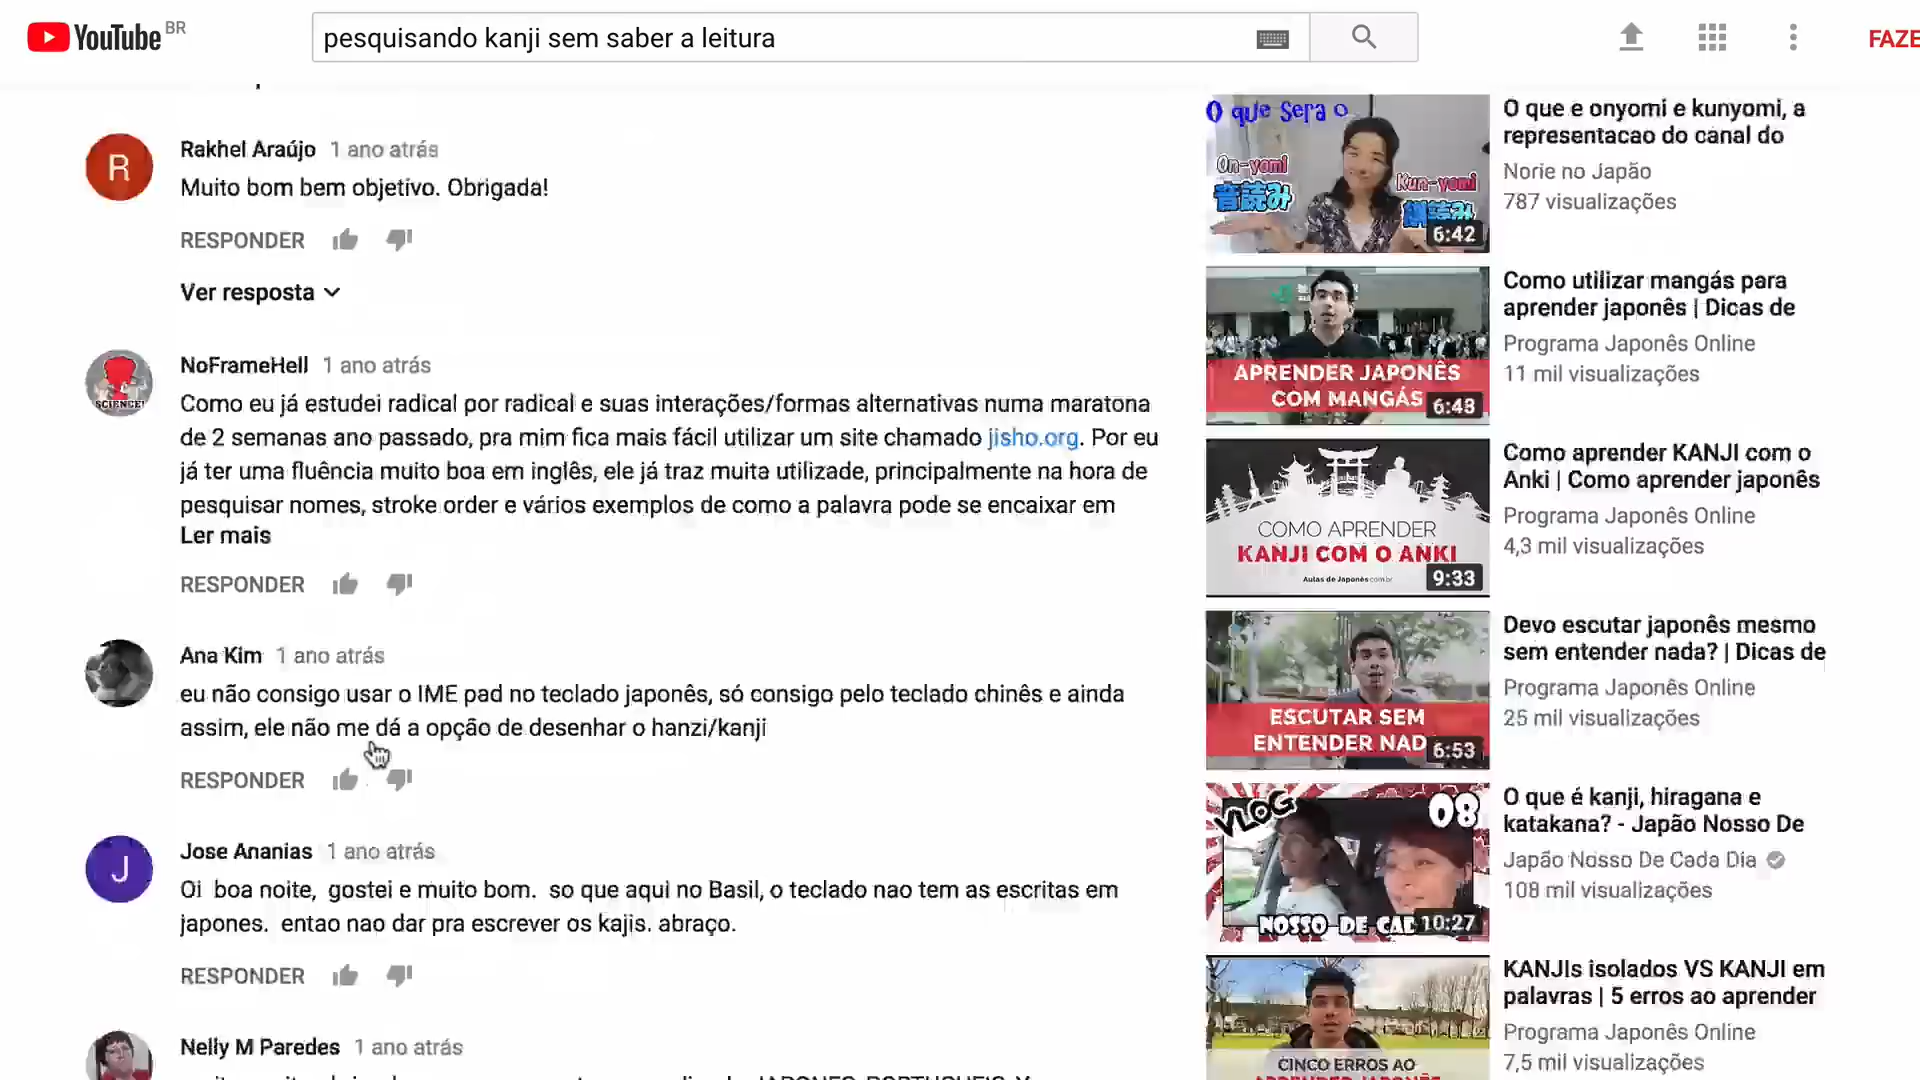 YouTube BR
pesquisando kanji sem saber a leitura
FAZE
R
Rakhel Araújo 1 ano atrás
Muito bom bem objetivo. Obrigada!
RESPONDER
Ver resposta
SCIENCE!
NoFrameHell 1 ano atrás
Como eu já estudei radical por radical e suas interações/formas alternativas numa maratona
de 2 semanas ano passado, pra mim fica mais fácil utilizar um site chamado jisho.org. Por eu
já ter uma fluência muito boa em inglês, ele já traz muita utilizade, principalmente na hora de
pesquisar nomes, stroke order e vários exemplos de como a palavra pode se encaixar em
Ler mais
RESPONDER
Ana Kim 1 ano atrás
eu não consigo usar o IME pad no teclado japonês, só consigo pelo teclado chinês e ainda
assim, ele não me dá a opção de desenhar o hanzi/kanji
RESPONDER
J
Jose Ananias 1 ano atrás
Oi boa noite, gostei e muito bom. so que aqui no Basil, o teclado nao tem as escritas em
japones. entao nao dar pra escrever os kajis. abraço.
RESPONDER
Nelly M Paredes 1 ano atrás
O que Sera o
On-yomi
音読み
Kun-yomi
訓読み
6:42
O que e onyomi e kunyomi, a
representacao do canal do
Norie no Japão
787 visualizações
APRENDER JAPONÊS
COM MANGÁS
6:43
Como utilizar mangás para
aprender japonês | Dicas de
Programa Japonês Online
11 mil visualizações
COMO APRENDER
KANJI COM O ANKI
Aulas de Japonês.com.br
9:33
Como aprender KANJI com o
Anki | Como aprender japonês
Programa Japonês Online
4,3 mil visualizações
ESCUTAR SEM
ENTENDER NAD
6:53
Devo escutar japonês mesmo
sem entender nada? | Dicas de
Programa Japonês Online
25 mil visualizações
VLOG
08
NOSSO DE CAD
10:27
O que é kanji, hiragana e
katakana? - Japão Nosso De
Japão Nosso De Cada Dia
108 mil visualizações
CINCO ERROS AO
APRENDER JAPONÊS
KANJIs isolados VS KANJI em
palavras | 5 erros ao aprender
Programa Japonês Online
7,5 mil visualizações